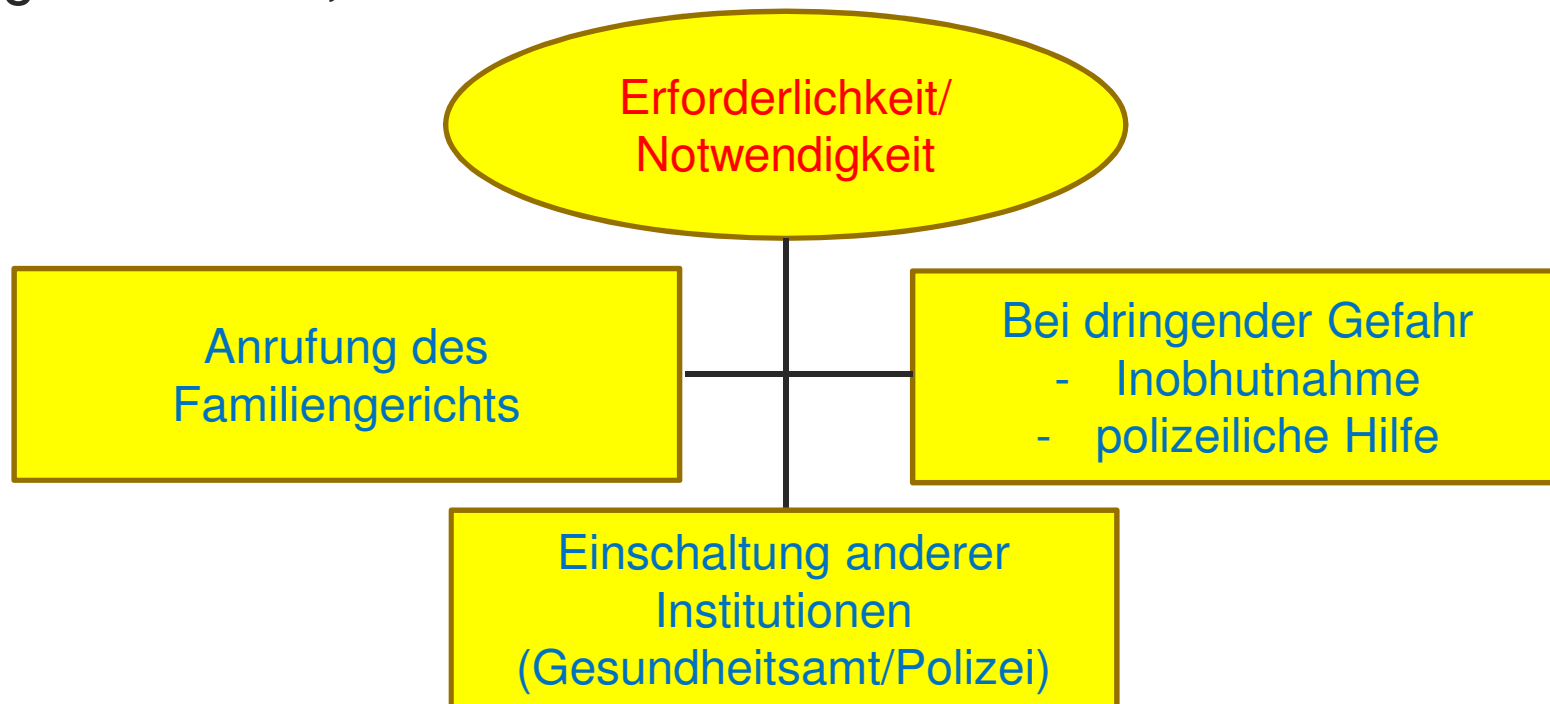 Erforderlichkeit/
Notwendigkeit
Anrufung des
Familiengerichts
Bei dringender Gefahr
- Inobhutnahme
- polizeiliche Hilfe
Einschaltung anderer
Institutionen
(Gesundheitsamt/Polizei)